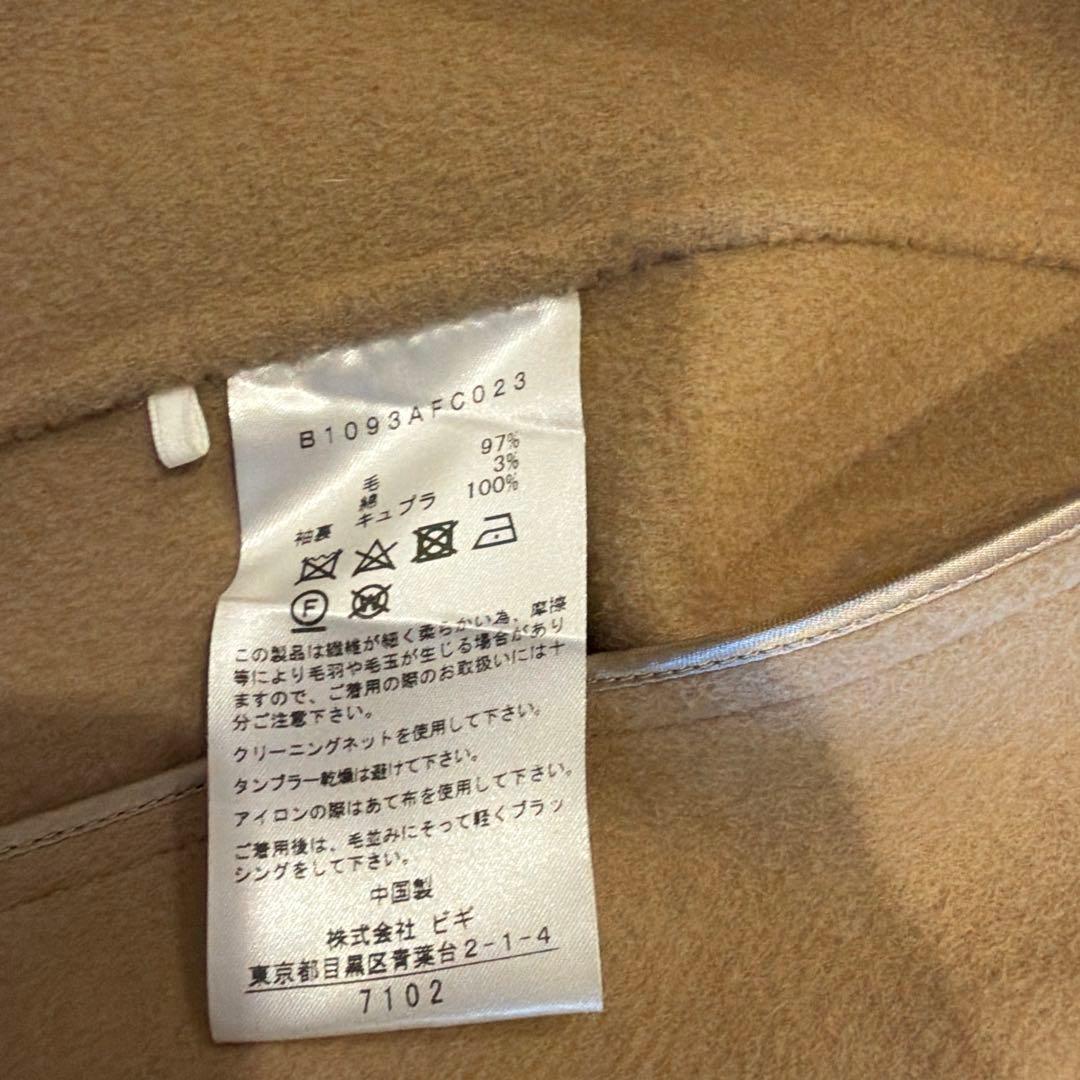 B1093AFC023
毛 97%
綿 3%
袖裏 キュプラ 100%
F
W
この製品は繊維が細く柔らかい為、摩擦
等により毛羽や毛玉が生じる場合があり
ますので、ご着用の際のお取扱いには十
分ご注意下さい。
クリーニングネットを使用して下さい。
タンブラー乾燥は避けて下さい。
アイロンの際はあて布を使用して下さい。
ご着用後は、毛並みにそって軽くブラッ
シングをして下さい。
中国製
株式会社 ビギ
東京都目黒区青葉台2-1-4
7102